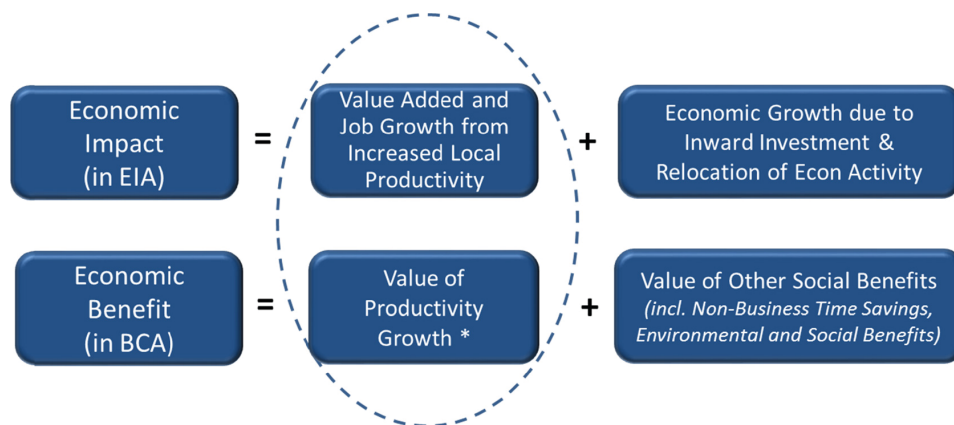 Economic
Impact
(in EIA)
=
Value Added and
Job Growth from
Increased Local
Productivity
+
Economic Growth due to
Inward Investment &
Relocation of Econ Activity
Economic
Benefit
(in BCA)
=
Value of
Productivity
Growth *
+
Value of Other Social Benefits
(incl. Non-Business Time Savings,
Environmental and Social Benefits)